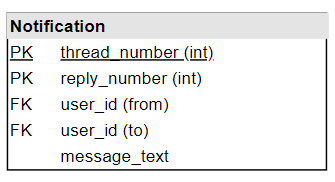 Notification
PK thread_number (int)
PK reply_number (int)
FK user_id (from)
FK user_id (to)
message_text